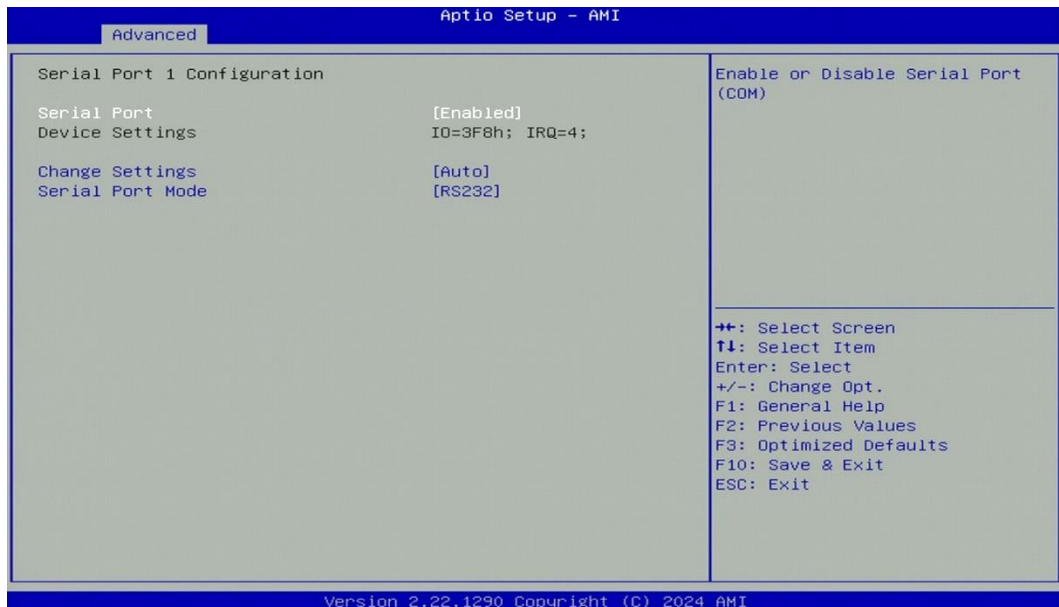 Aptio Setup – AMI
Advanced
Serial Port 1 Configuration
Serial Port [Enabled]
Device Settings IO=3F8h; IRQ=4;
Change Settings [Auto]
Serial Port Mode [RS232]
Enable or Disable Serial Port
(COM)
→←: Select Screen
↑↓: Select Item
Enter: Select
+/-: Change Opt.
F1: General Help
F2: Previous Values
F3: Optimized Defaults
F10: Save & Exit
ESC: Exit
Version 2.22.1290 Copyright (C) 2024 AMI